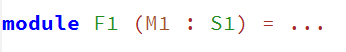 module F1 (M1 : S1) = ...